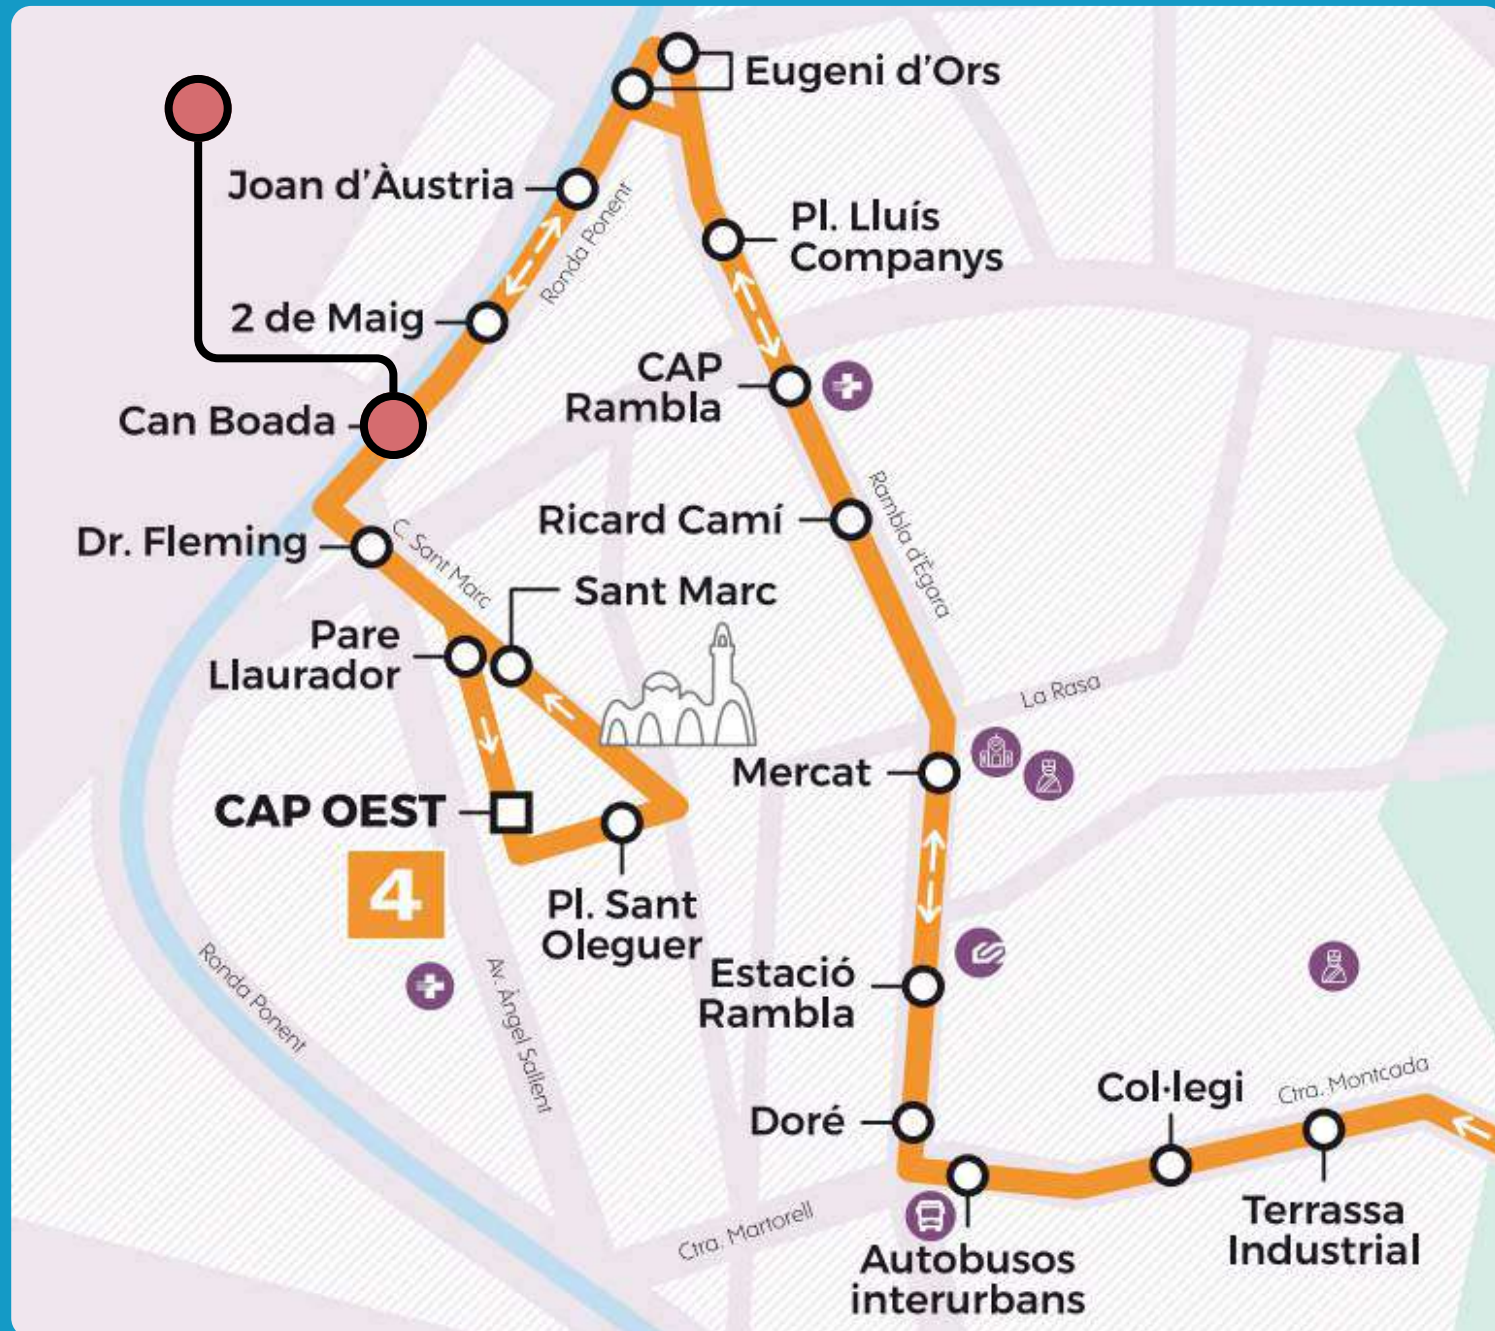 Eugeni d'Ors
Joan d'Àustria
Ronda Ponent
Pl. Lluís
Companys
2 de Maig
CAP
Rambla
Can Boada
Rambla d'Ègara
Ricard Camí
Dr. Fleming
C. Sant Marc
Sant Marc
Pare
Llaurador
La Rasa
Mercat
CAP OEST
4
Pl. Sant
Oleguer
Estació
Rambla
Ronda Ponent
Av. Àngel Sallent
Col·legi
Ctra. Montcada
Doré
Ctra. Martorell
Terrassa
Industrial
Autobusos
interurbans